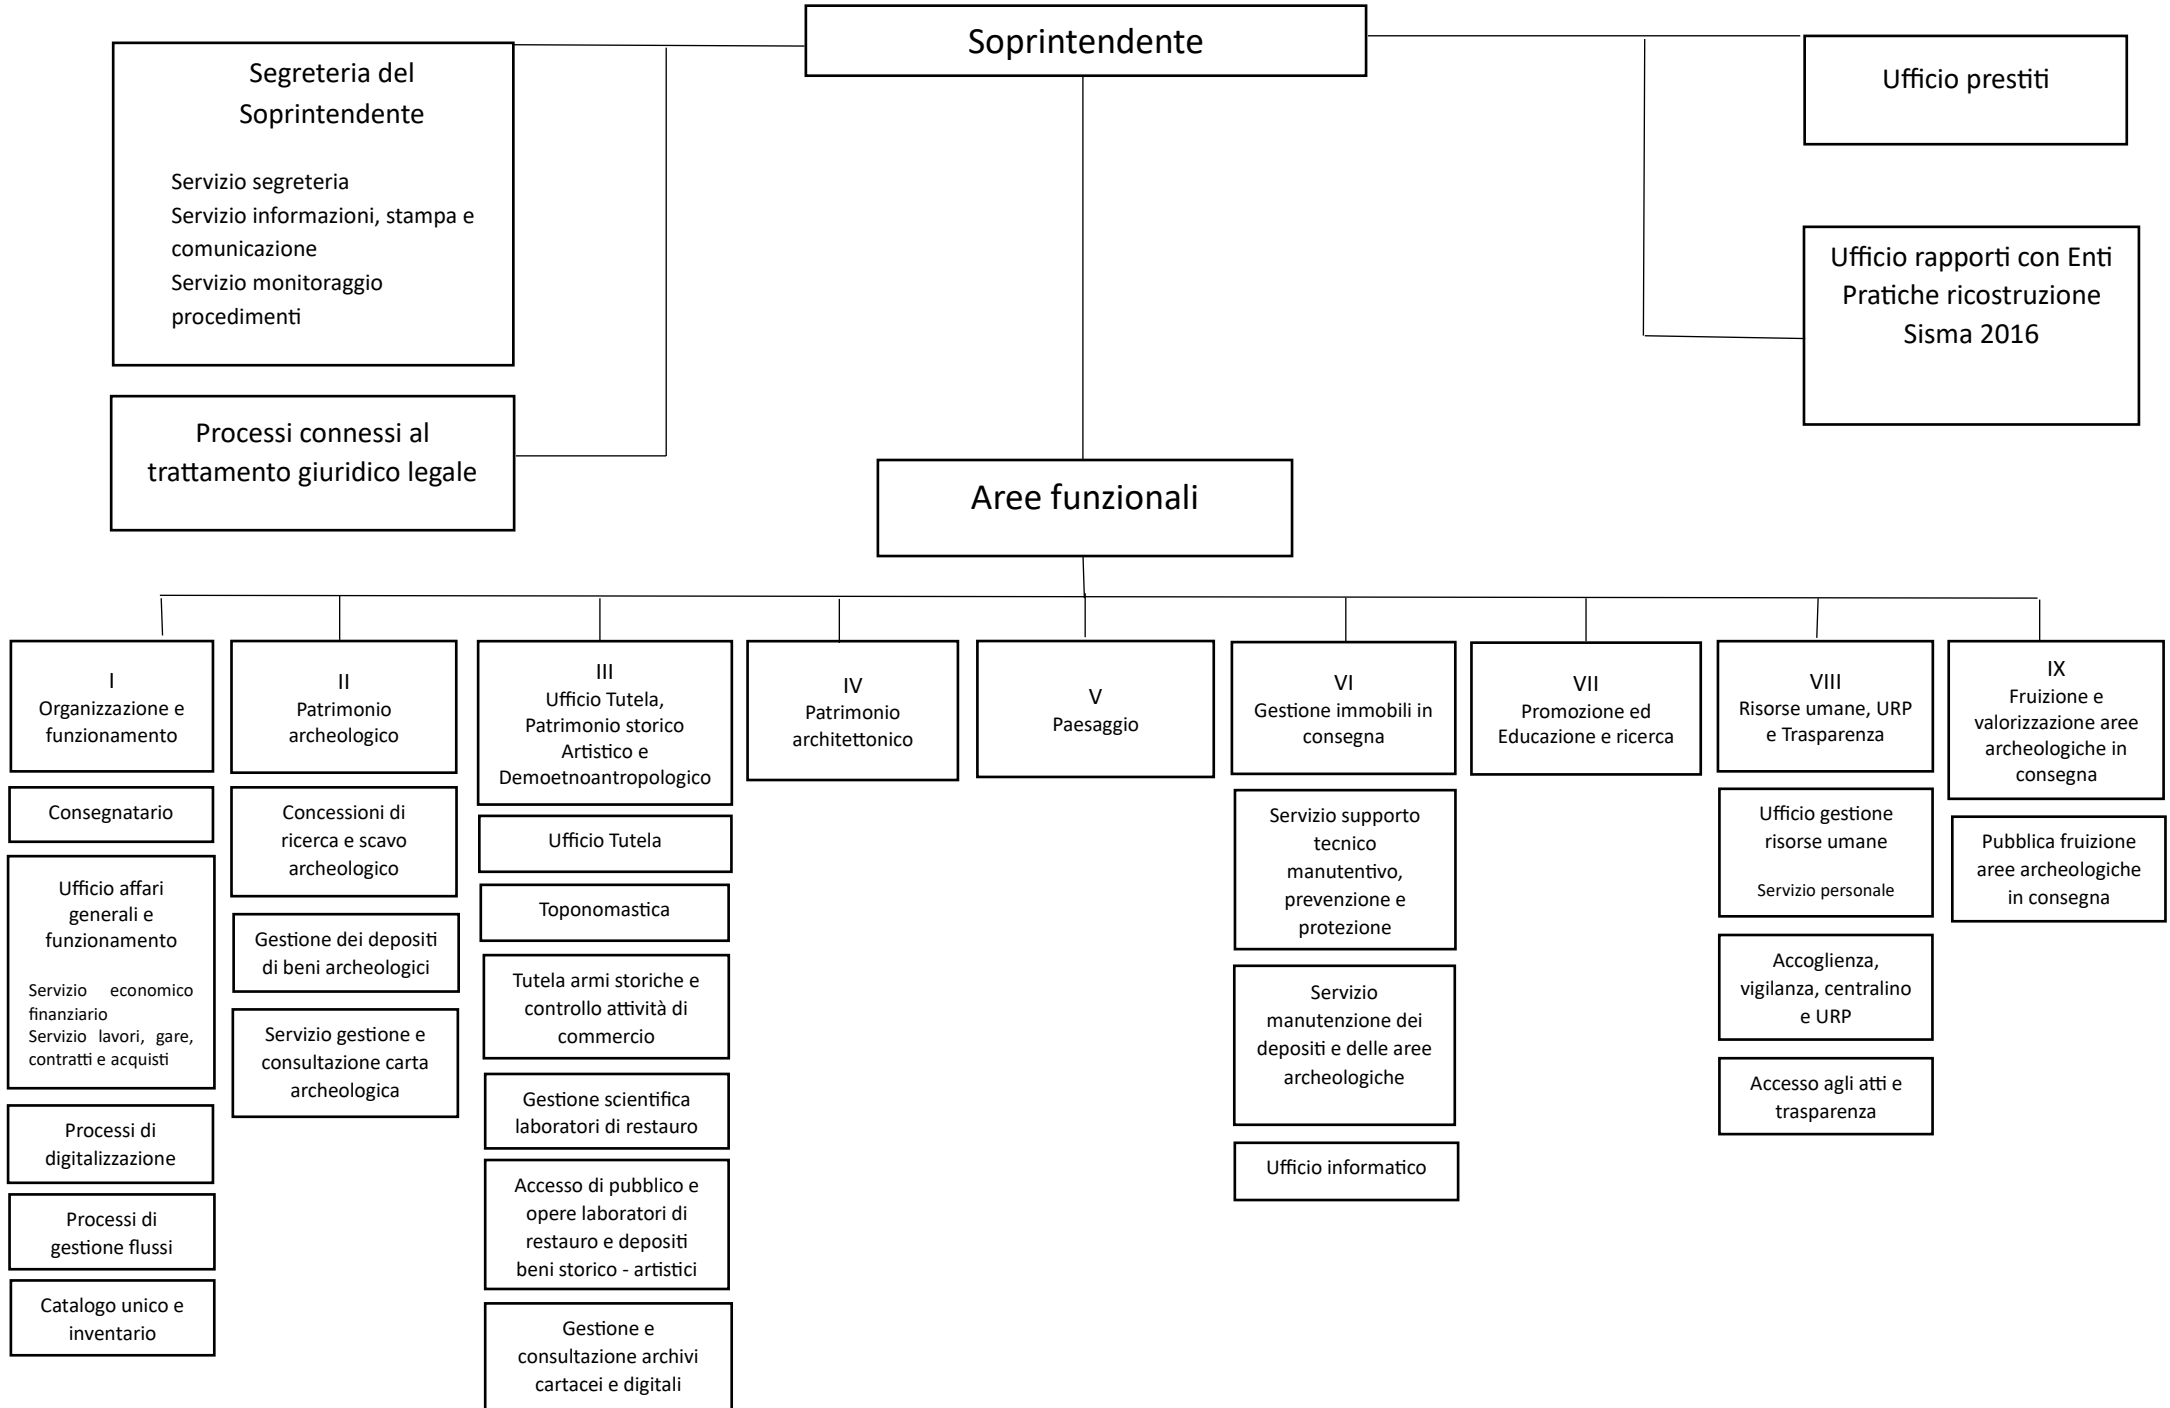 Soprintendente
Segreteria del
Soprintendente
Servizio segreteria
Servizio informazioni, stampa e
comunicazione
Servizio monitoraggio
procedimenti
Ufficio prestiti
Ufficio rapporti con Enti
Pratiche ricostruzione
Sisma 2016
Processi connessi al
trattamento giuridico legale
Aree funzionali
I
Organizzazione e
funzionamento
Consegnatario
Ufficio affari
generali e
funzionamento
Servizio economico
finanziario
Servizio lavori, gare,
contratti e acquisti
Processi di
digitalizzazione
Processi di
gestione flussi
Catalogo unico e
inventario
II
Patrimonio
archeologico
Concessioni di
ricerca e scavo
archeologico
Gestione dei depositi
di beni archeologici
Servizio gestione e
consultazione carta
archeologica
III
Ufficio Tutela,
Patrimonio storico
Artistico e
Demoetnoantropologico
Ufficio Tutela
Toponomastica
Tutela armi storiche e
controllo attività di
commercio
Gestione scientifica
laboratori di restauro
Accesso di pubblico e
opere laboratori di
restauro e depositi
beni storico - artistici
Gestione e
consultazione archivi
cartacei e digitali
IV
Patrimonio
architettonico
V
Paesaggio
VI
Gestione immobili in
consegna
Servizio supporto
tecnico
manutentivo,
prevenzione e
protezione
Servizio
manutenzione dei
depositi e delle aree
archeologiche
Ufficio informatico
VII
Promozione ed
Educazione e ricerca
VIII
Risorse umane, URP
e Trasparenza
Ufficio gestione
risorse umane
Servizio personale
Accoglienza,
vigilanza, centralino
e URP
Accesso agli atti e
trasparenza
IX
Fruizione e
valorizzazione aree
archeologiche in
consegna
Pubblica fruizione
aree archeologiche
in consegna